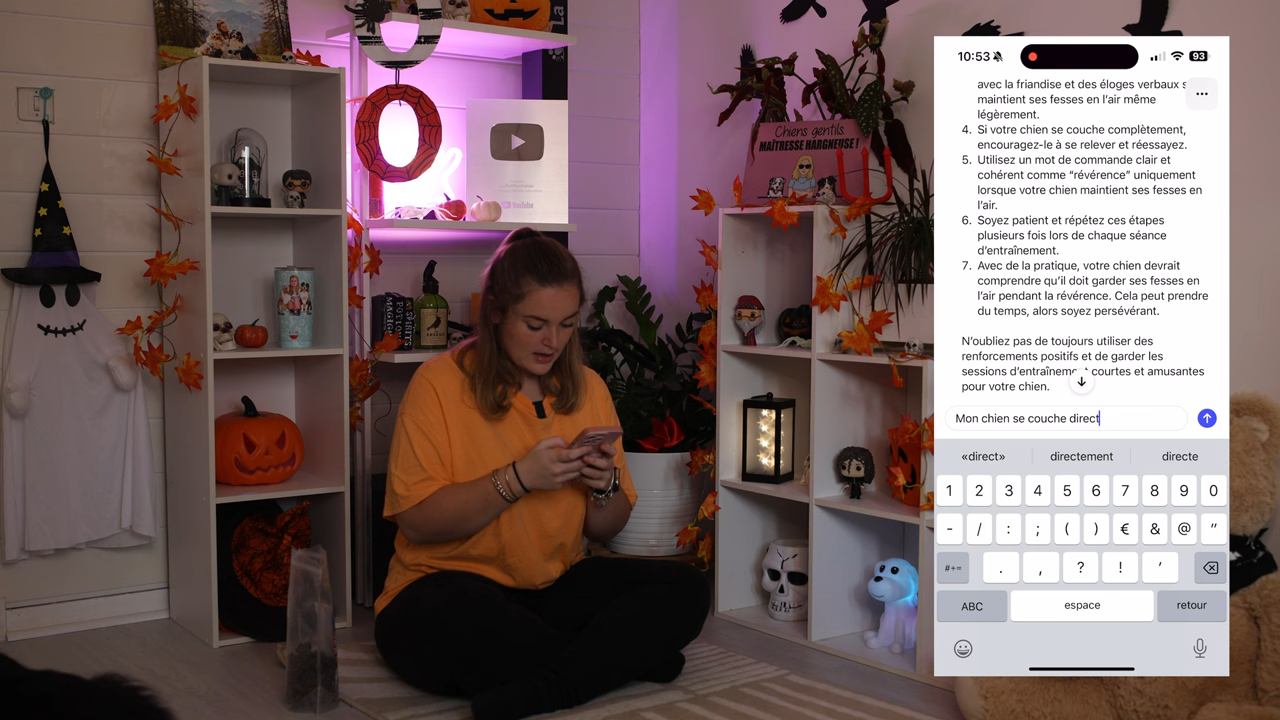 La
YouTube
Chiens gentils,
MAÎTRESSE HARGNEUSE !
POTIONS
SPIRITS
MAGICK
10:53
93
avec la friandise et des éloges verbaux s
maintient ses fesses en l'air même
légèrement.
4. Si votre chien se couche complètement,
encouragez-le à se relever et réessayez.
5. Utilisez un mot de commande clair et
cohérent comme “révérence” uniquement
lorsque votre chien maintient ses fesses en
l'air.
6. Soyez patient et répétez ces étapes
plusieurs fois lors de chaque séance
d'entraînement.
7. Avec de la pratique, votre chien devrait
comprendre qu'il doit garder ses fesses en
l'air pendant la révérence. Cela peut prendre
du temps, alors soyez persévérant.
N'oubliez pas de toujours utiliser des
renforcements positifs et de garder les
sessions d'entraînement courtes et amusantes
pour votre chien.
Mon chien se couche direct
«direct» directement directe
1 2 3 4 5 6 7 8 9 0
- / : ; ( ) € & @ "
#+= . , ? ! '
ABC espace retour